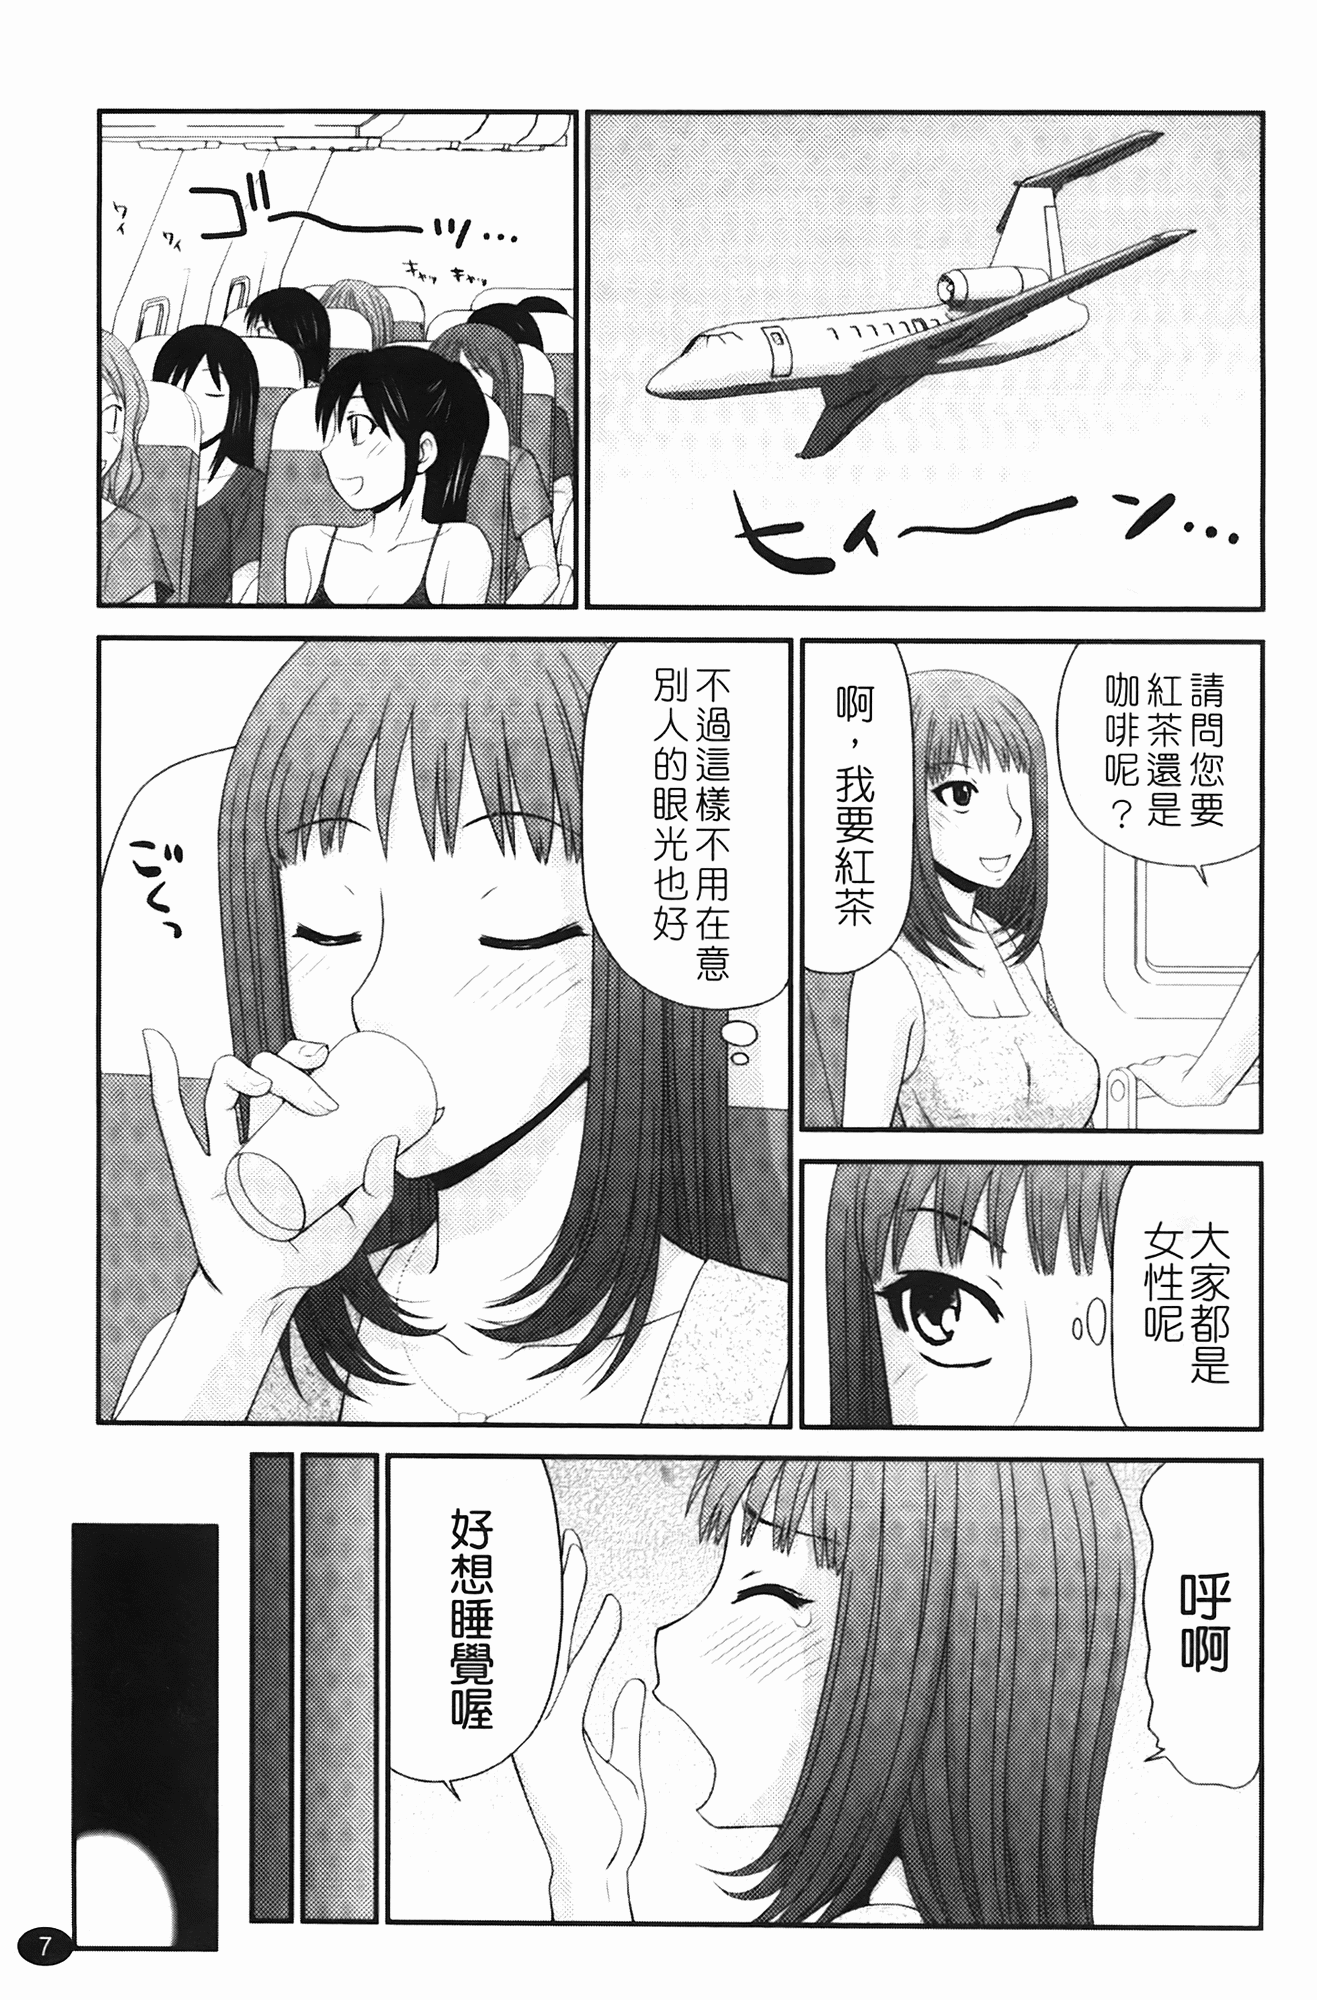 ヒィーーン…
ゴーーッ…
ワイ
ワイ
キャッ
キャッ
請問您要
紅茶還是
咖啡呢？
啊，我要紅茶
大家都是
女性呢
不過這樣不用在意
別人的眼光也好
ごくっ
呼啊
好想睡覺喔
7